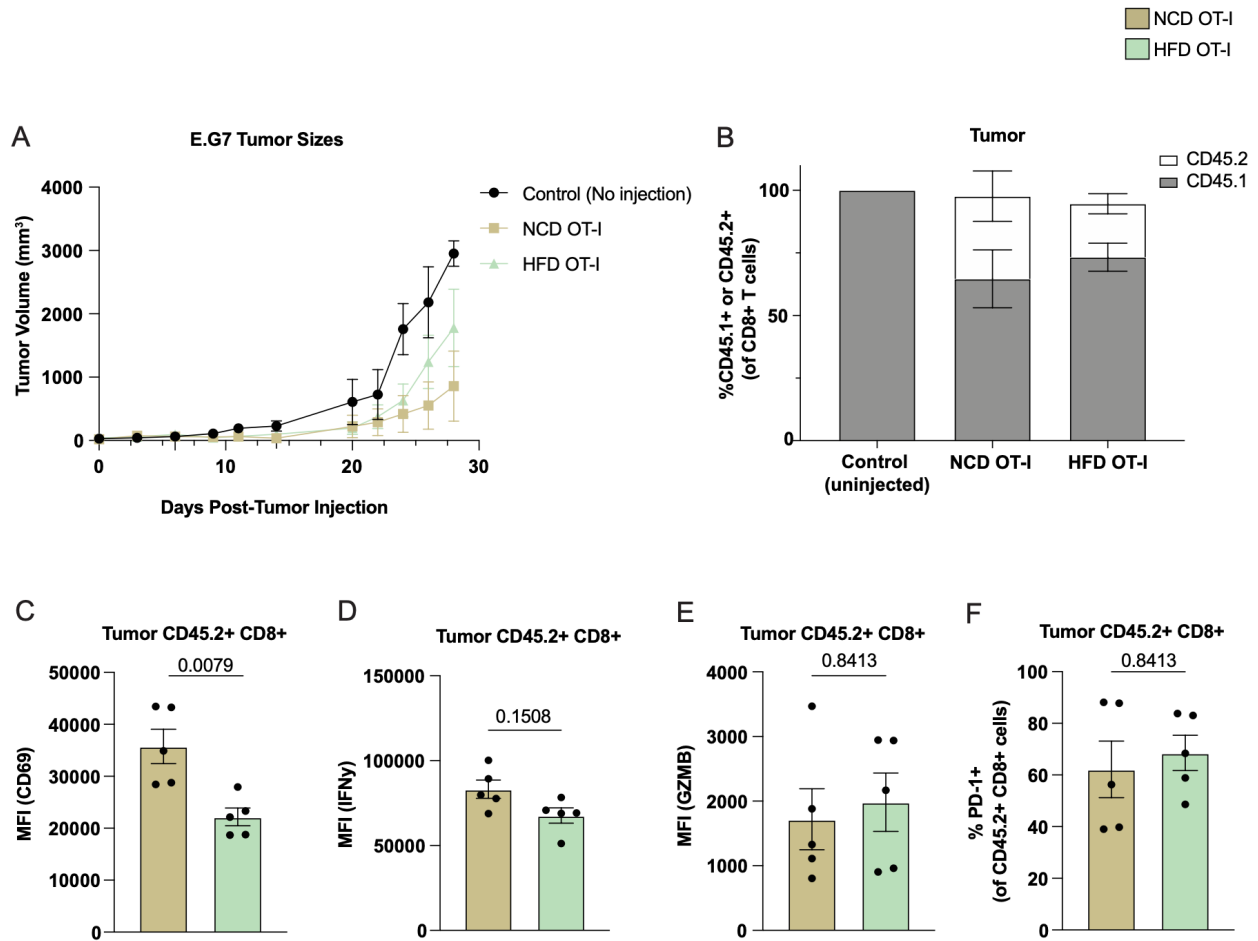 NCD OT-I
HFD OT-I
A
E.G7 Tumor Sizes
Tumor Volume (mm³)
4000
3000
2000
1000
0
0
10
20
30
Days Post-Tumor Injection
Control (No injection)
NCD OT-I
HFD OT-I
B
Tumor
CD45.2
CD45.1
%CD45.1+ or CD45.2+
(of CD8+ T cells)
100
50
0
Control
(uninjected)
NCD OT-I
HFD OT-I
C
Tumor CD45.2+ CD8+
0.0079
MFI (CD69)
50000
40000
30000
20000
10000
0
D
Tumor CD45.2+ CD8+
0.1508
MFI (IFNy)
150000
100000
50000
0
E
Tumor CD45.2+ CD8+
0.8413
MFI (GZMB)
4000
3000
2000
1000
0
F
Tumor CD45.2+ CD8+
0.8413
% PD-1+
(of CD45.2+ CD8+ cells)
100
80
60
40
20
0